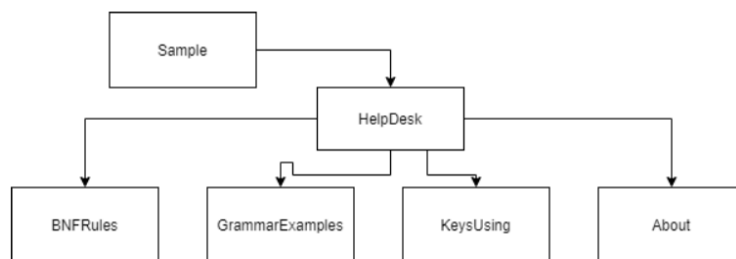 Sample
HelpDesk
BNFRules
GrammarExamples
KeysUsing
About